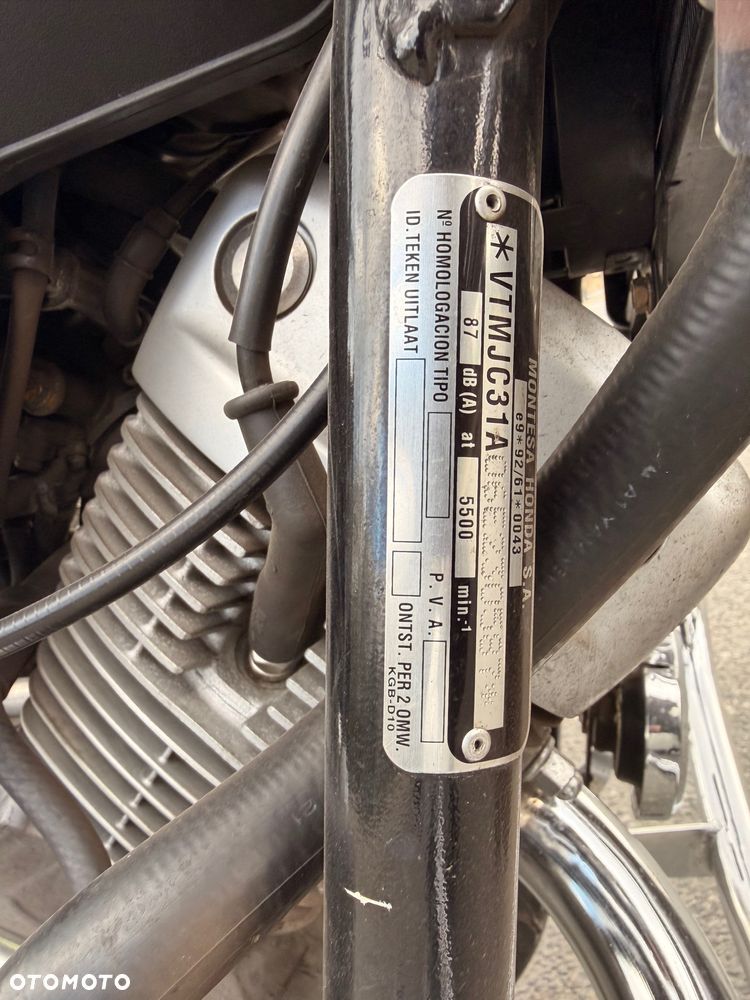 MONTESA HONDA S.A.
e9*92/61*0043
*VTMJC31A
87 dB(A) at 5500 min.-1
Nº HOMOLOGACION TIPO P.V.A.
ID.TEKEN UITLAAT ONTST. PER 2 OMW.
KGB-D10
OTOMOTO